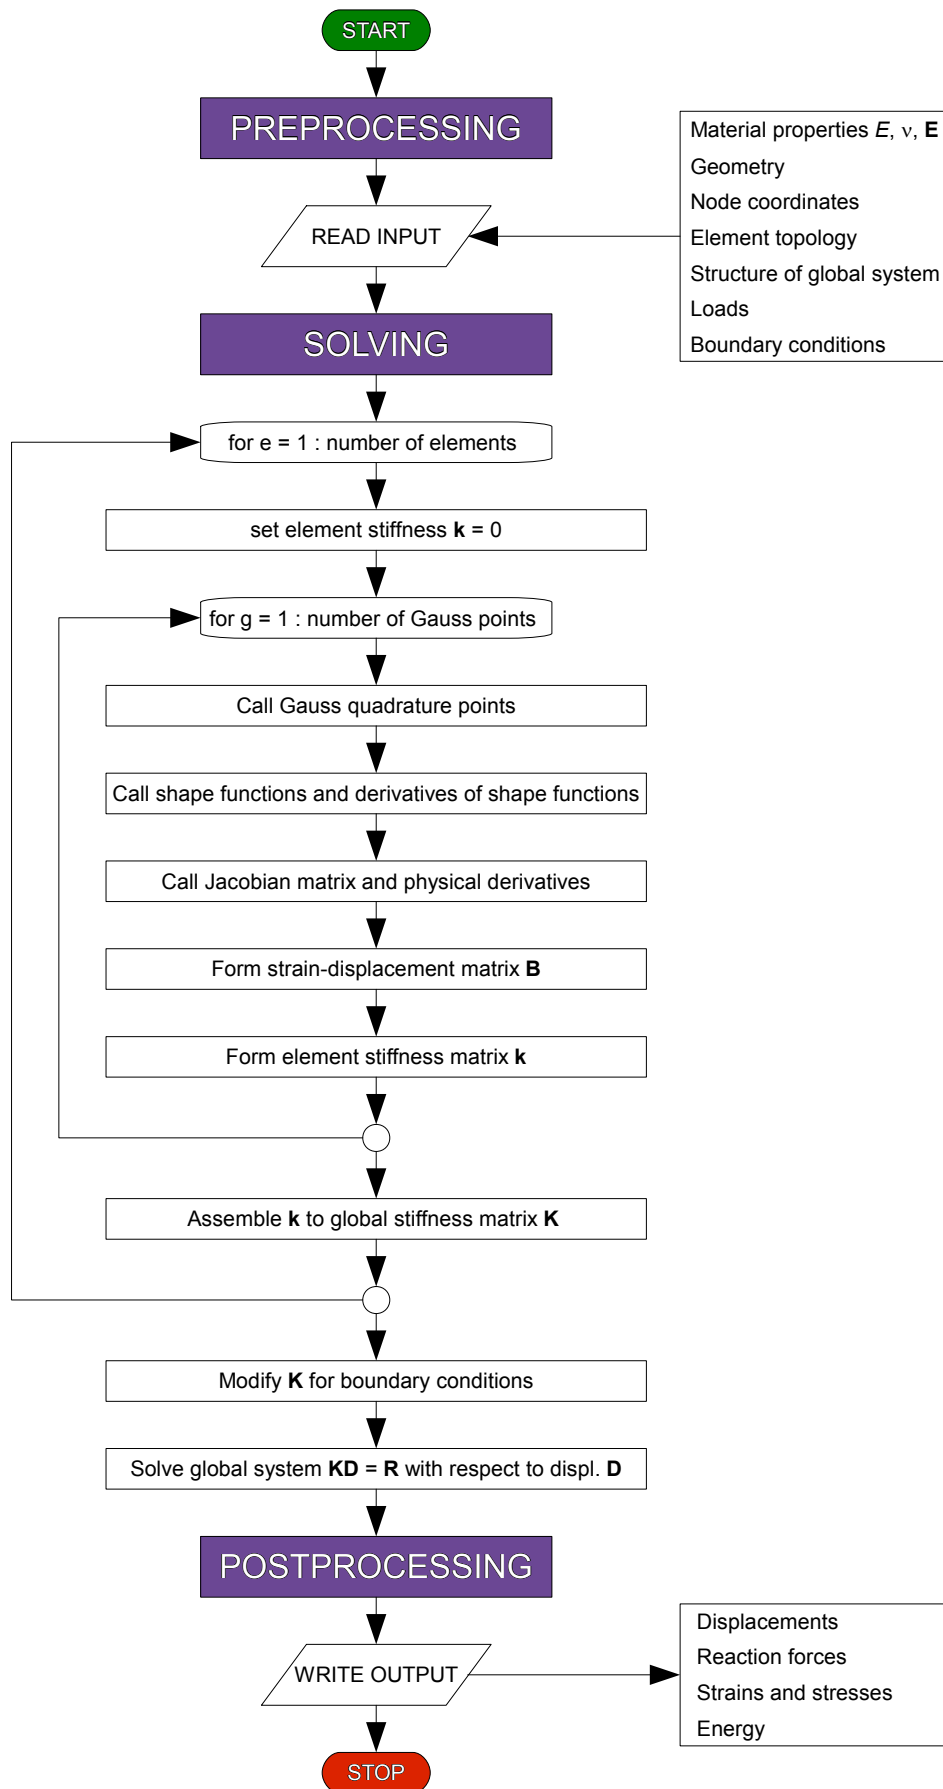 START
PREPROCESSING
Material properties E, ν, E
Geometry
Node coordinates
Element topology
Structure of global system
Loads
Boundary conditions
READ INPUT
SOLVING
for e = 1 : number of elements
set element stiffness k = 0
for g = 1 : number of Gauss points
Call Gauss quadrature points
Call shape functions and derivatives of shape functions
Call Jacobian matrix and physical derivatives
Form strain-displacement matrix B
Form element stiffness matrix k
Assemble k to global stiffness matrix K
Modify K for boundary conditions
Solve global system KD = R with respect to displ. D
POSTPROCESSING
WRITE OUTPUT
Displacements
Reaction forces
Strains and stresses
Energy
STOP